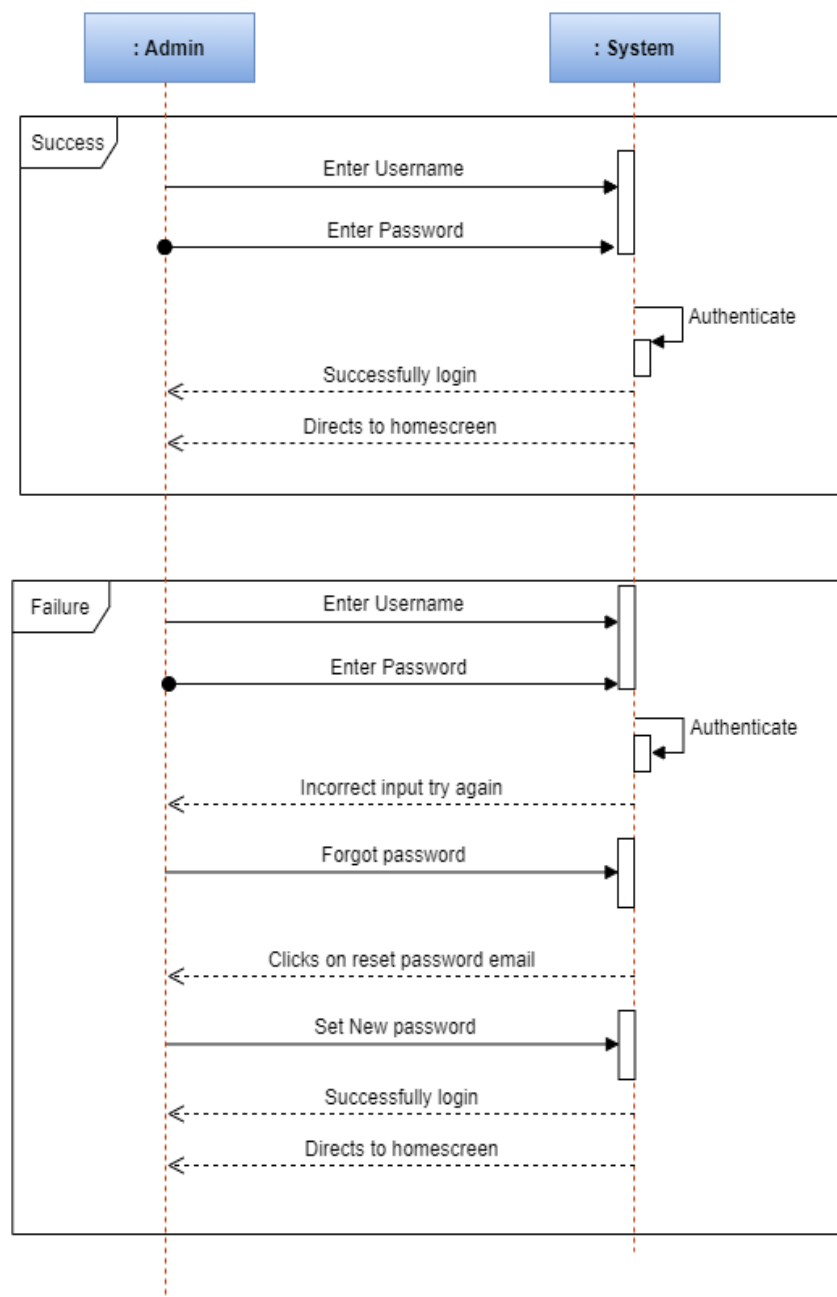 : Admin
: System
Success
Enter Username
Enter Password
Authenticate
Successfully login
Directs to homescreen
Failure
Enter Username
Enter Password
Authenticate
Incorrect input try again
Forgot password
Clicks on reset password email
Set New password
Successfully login
Directs to homescreen